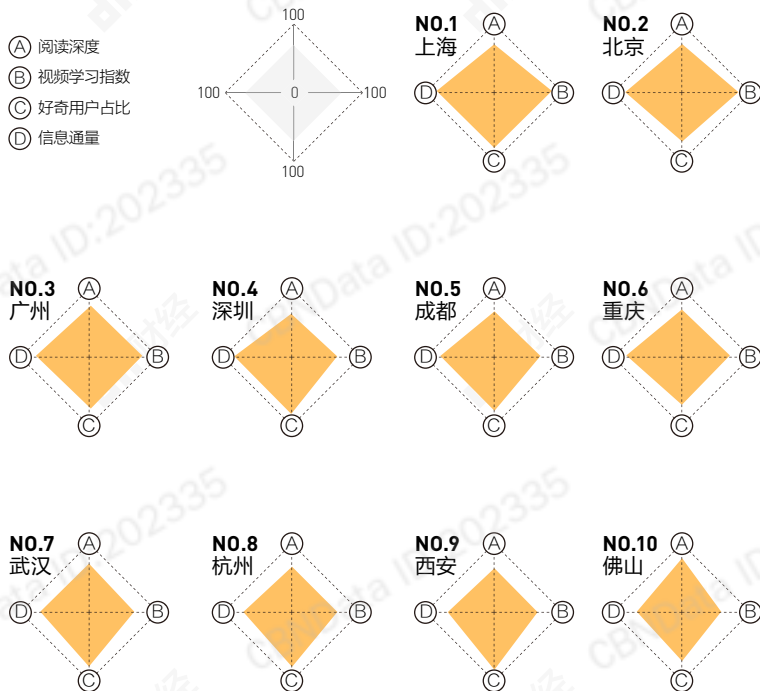 Ⓐ 阅读深度
Ⓑ 视频学习指数
Ⓒ 好奇用户占比
Ⓓ 信息通量
100
100 0 100
100
NO.1
上海
A
D B
C
NO.2
北京
A
D B
C
NO.3
广州
A
D B
C
NO.4
深圳
A
D B
C
NO.5
成都
A
D B
C
NO.6
重庆
A
D B
C
NO.7
武汉
A
D B
C
NO.8
杭州
A
D B
C
NO.9
西安
A
D B
C
NO.10
佛山
A
D B
C
CBNData ID:202335